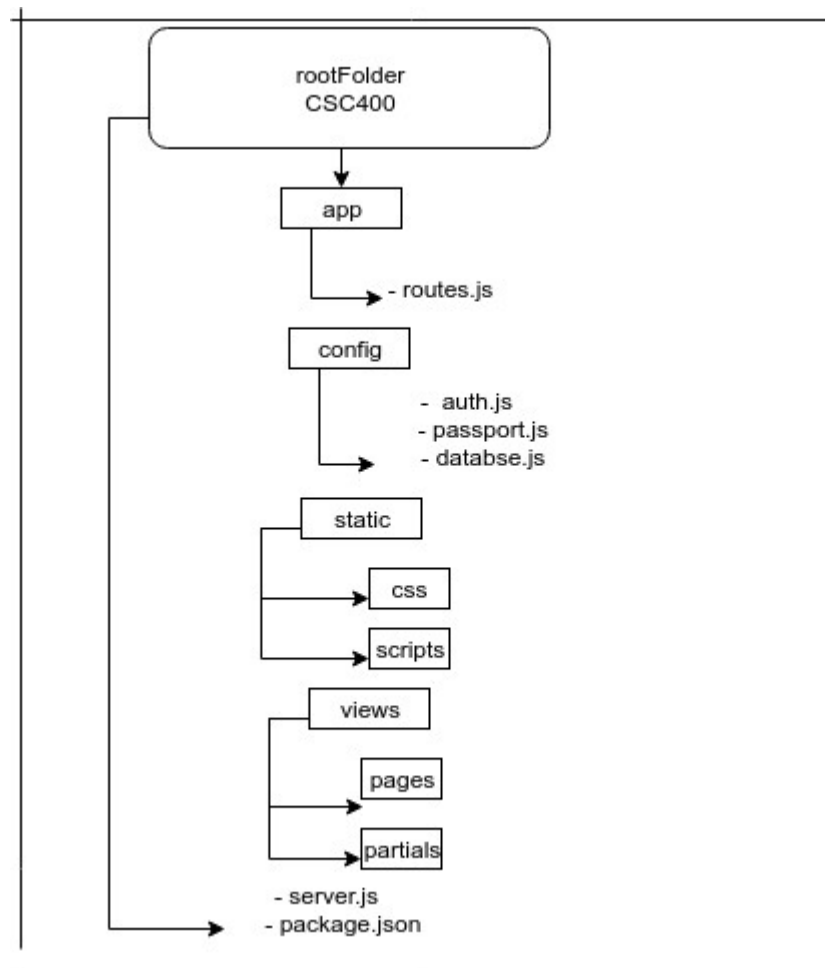 rootFolder
CSC400
app
- routes.js
config
- auth.js
- passport.js
- databse.js
static
css
scripts
views
pages
partials
- server.js
- package.json